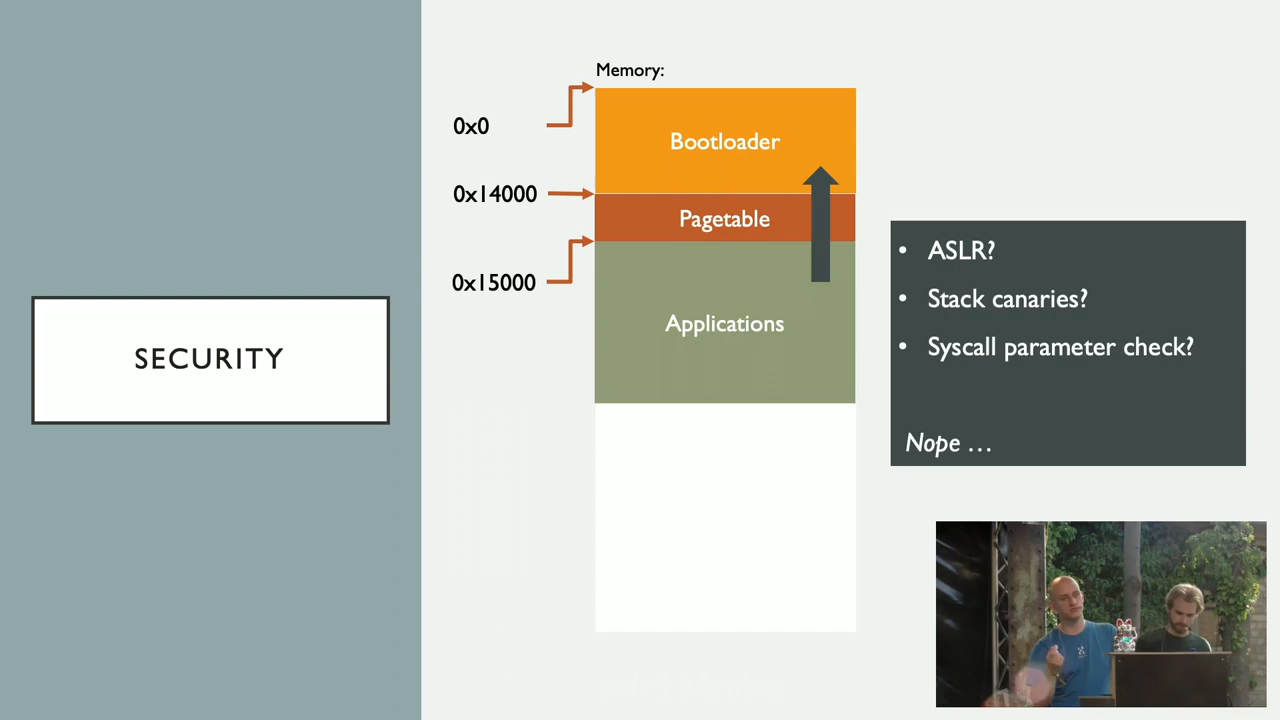 SECURITY
Memory:
0x0
Bootloader
0x14000
Pagetable
0x15000
Applications
• ASLR?
• Stack canaries?
• Syscall parameter check?
Nope …